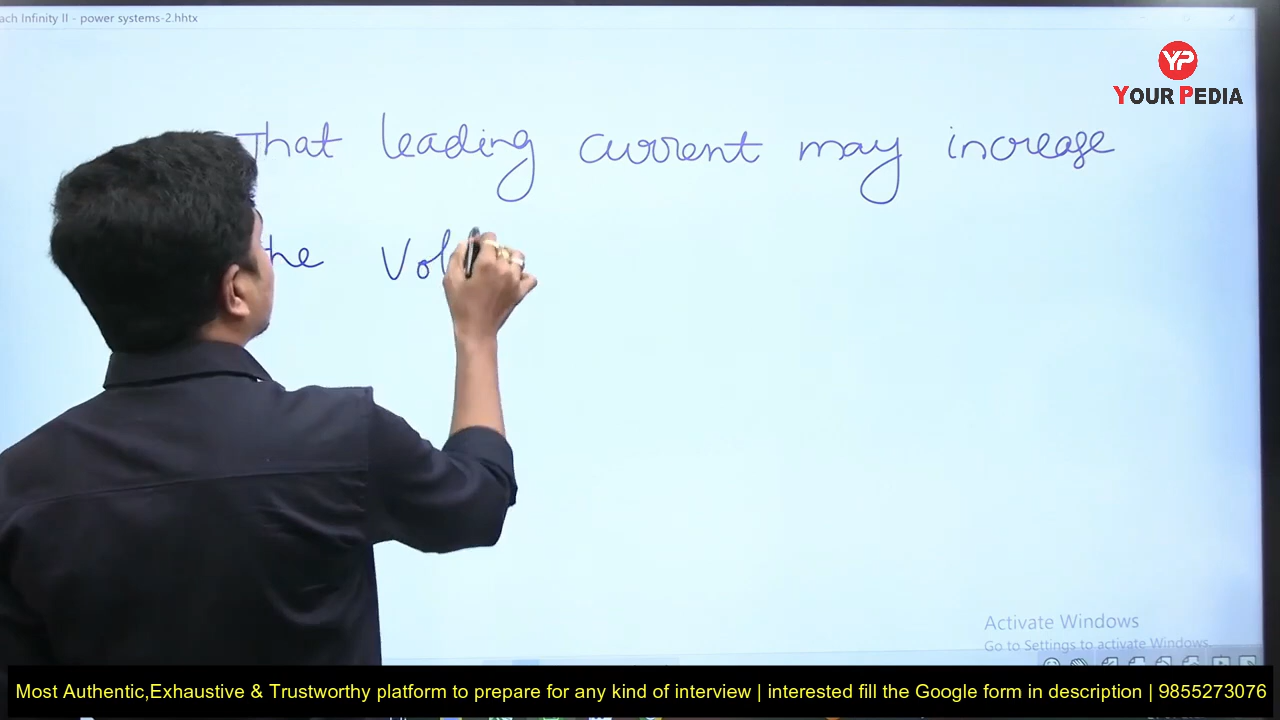 ach Infinity II - power systems-2.hhtx
YP
YOUR PEDIA
That leading current may increase
the Vol
Activate Windows
Go to Settings to activate Windows.
Most Authentic,Exhaustive & Trustworthy platform to prepare for any kind of interview | interested fill the Google form in description | 9855273076